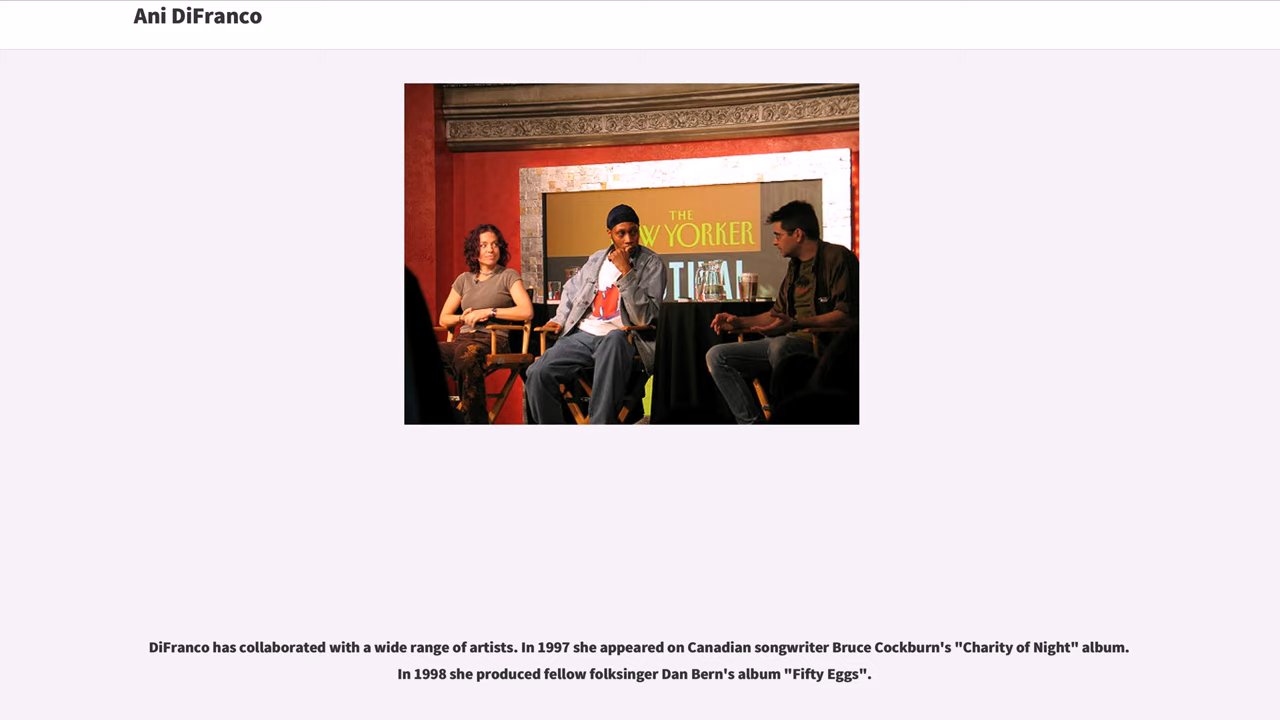 Ani DiFranco
THE
W YORKER
TIVAL
DiFranco has collaborated with a wide range of artists. In 1997 she appeared on Canadian songwriter Bruce Cockburn's "Charity of Night" album.
In 1998 she produced fellow folksinger Dan Bern's album "Fifty Eggs".